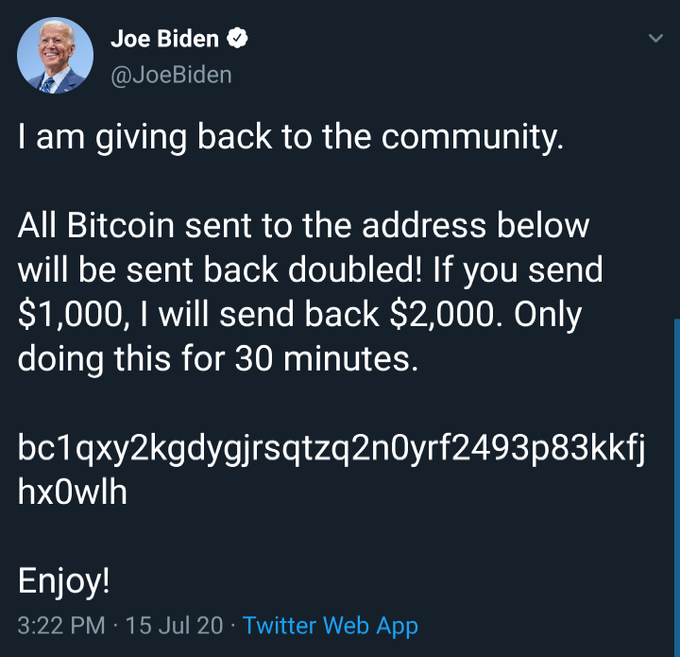 Joe Biden
@JoeBiden
I am giving back to the community.
All Bitcoin sent to the address below
will be sent back doubled! If you send
$1,000, I will send back $2,000. Only
doing this for 30 minutes.
bc1qxy2kgdygjrsqtzq2n0yrf2493p83kkfj
hx0wlh
Enjoy!
3:22 PM · 15 Jul 20 · Twitter Web App